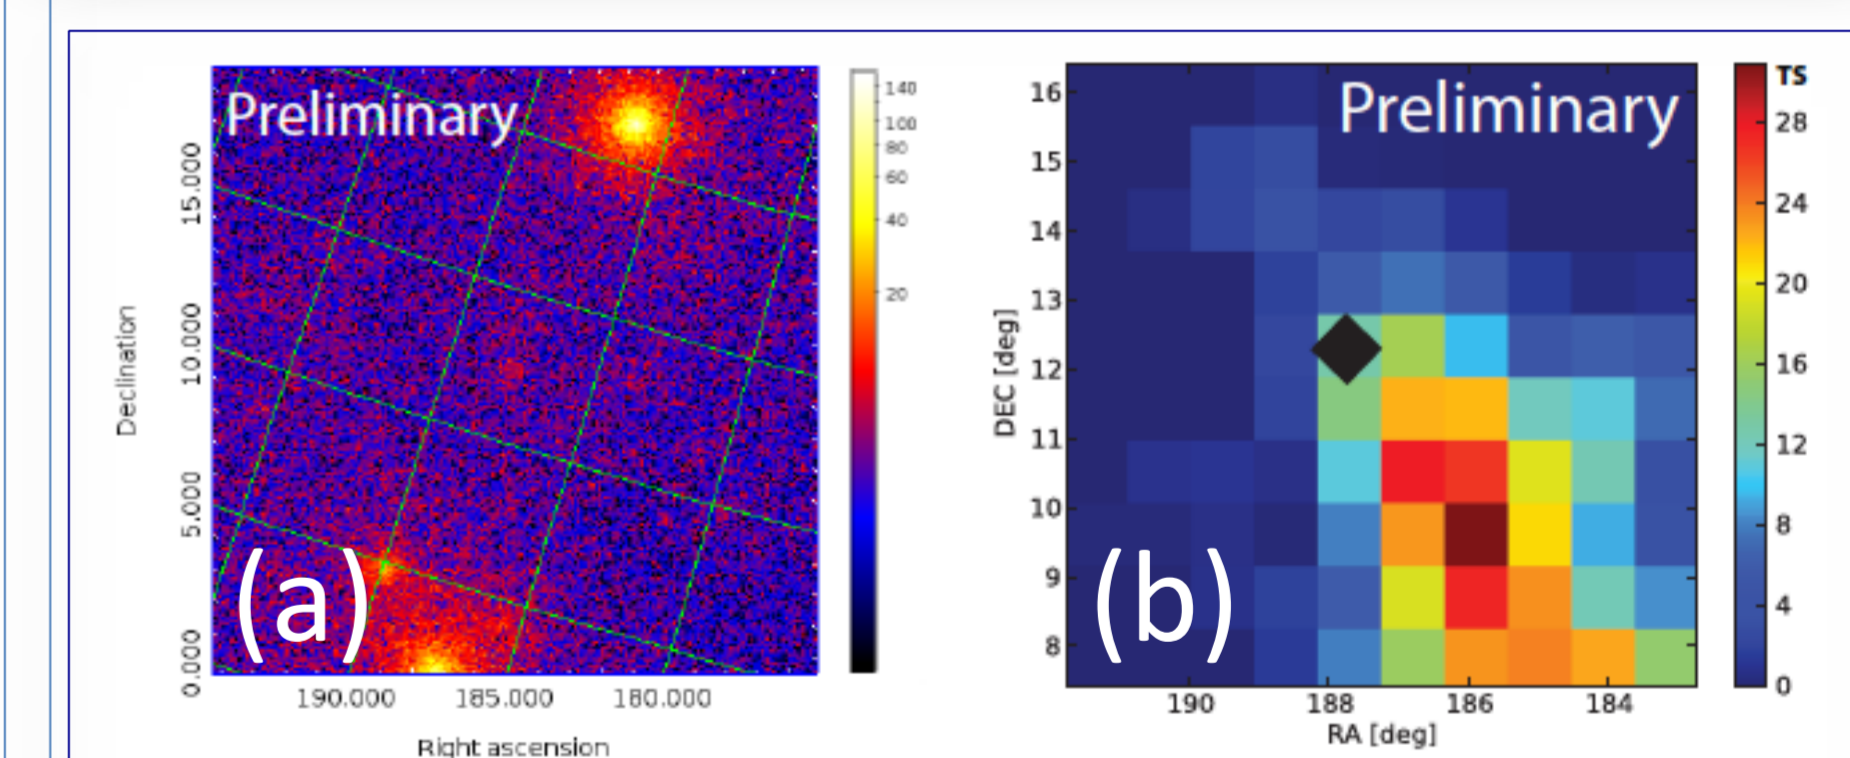 Preliminary
(a)
Declination
15.000
10.000
5.000
0.000
190.000 185.000 180.000
Right ascension
140
100
80
60
40
20
Preliminary
(b)
DEC [deg]
16
15
14
13
12
11
10
9
8
190 188 186 184
RA [deg]
TS
28
24
20
16
12
8
4
0